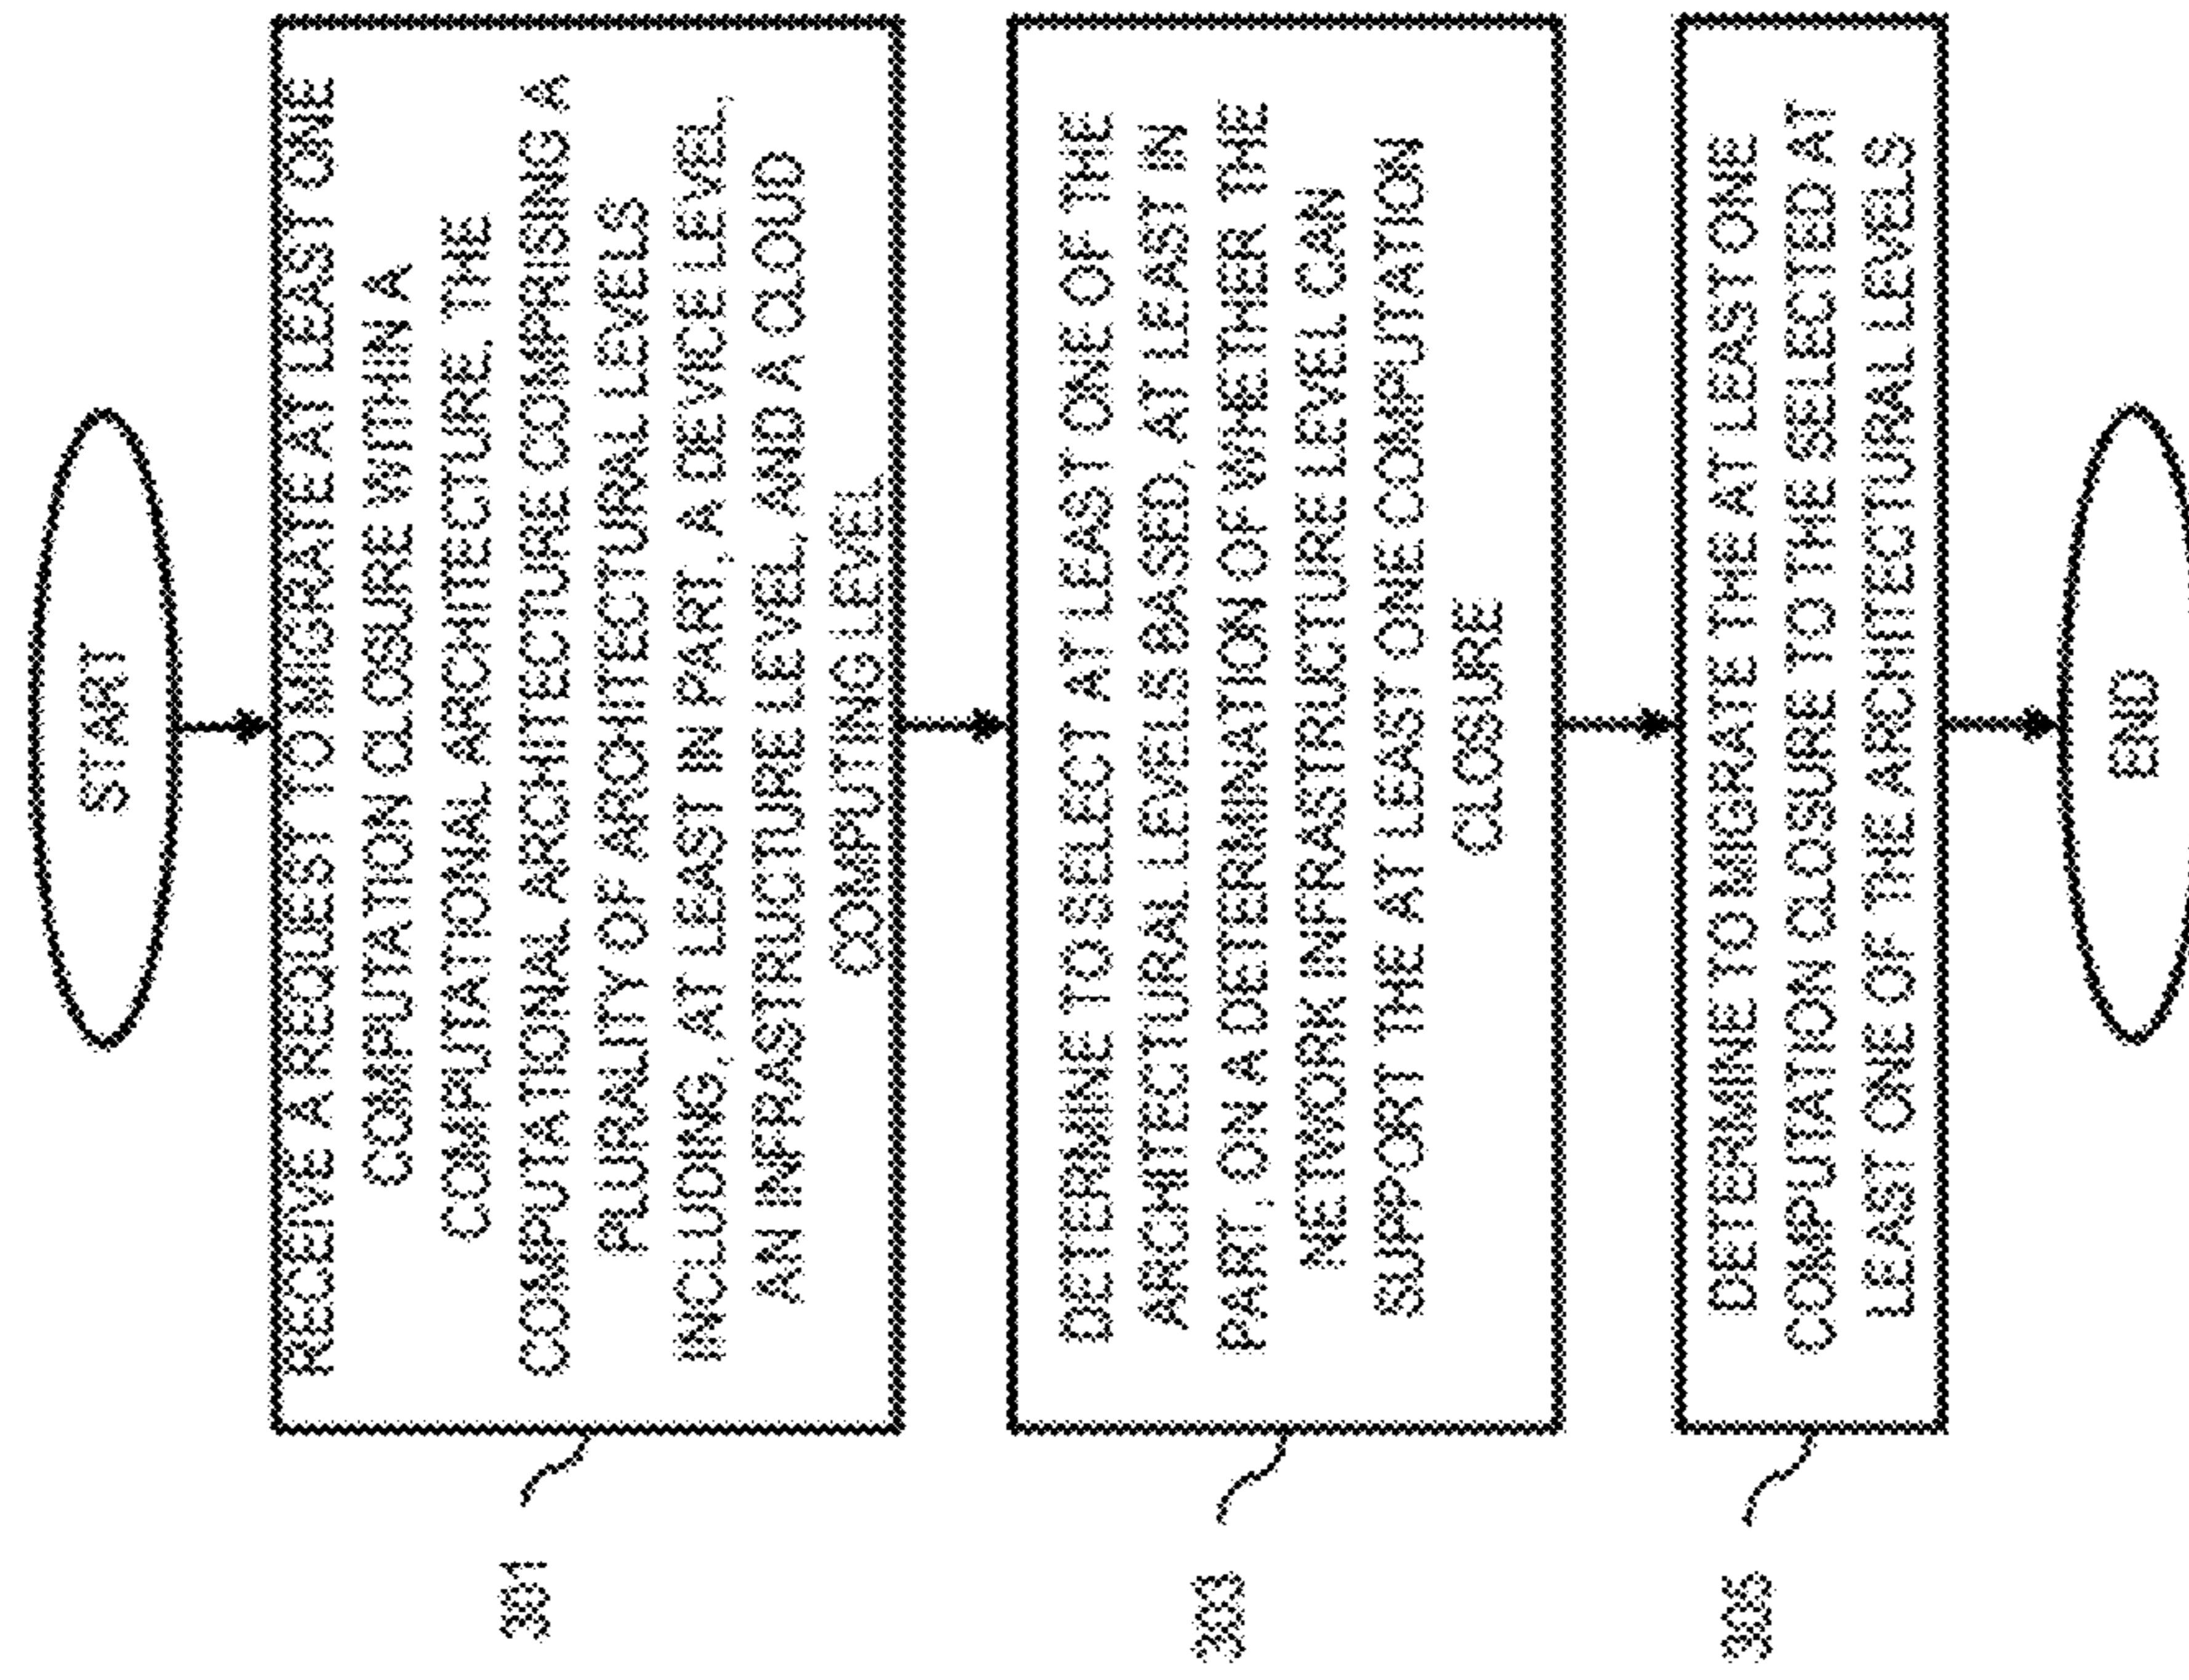 START
RECEIVE A REQUEST TO MIGRATE AT LEAST ONE
COMPUTATION CLOSURE WITHIN A
COMPUTATIONAL ARCHITECTURE, THE
COMPUTATIONAL ARCHITECTURE COMPRISING A
PLURALITY OF ARCHITECTURAL LEVELS
INCLUDING, AT LEAST IN PART, A DEVICE LEVEL,
AN INFRASTRUCTURE LEVEL, AND A CLOUD
COMPUTING LEVEL
301
DETERMINE TO SELECT AT LEAST ONE OF THE
ARCHITECTURAL LEVELS BASED, AT LEAST IN
PART, ON A DETERMINATION OF WHETHER THE
NETWORK INFRASTRUCTURE LEVEL CAN
SUPPORT THE AT LEAST ONE COMPUTATION
CLOSURE
303
DETERMINE TO MIGRATE THE AT LEAST ONE
COMPUTATION CLOSURE TO THE SELECTED AT
LEAST ONE OF THE ARCHITECTURAL LEVELS
305
END